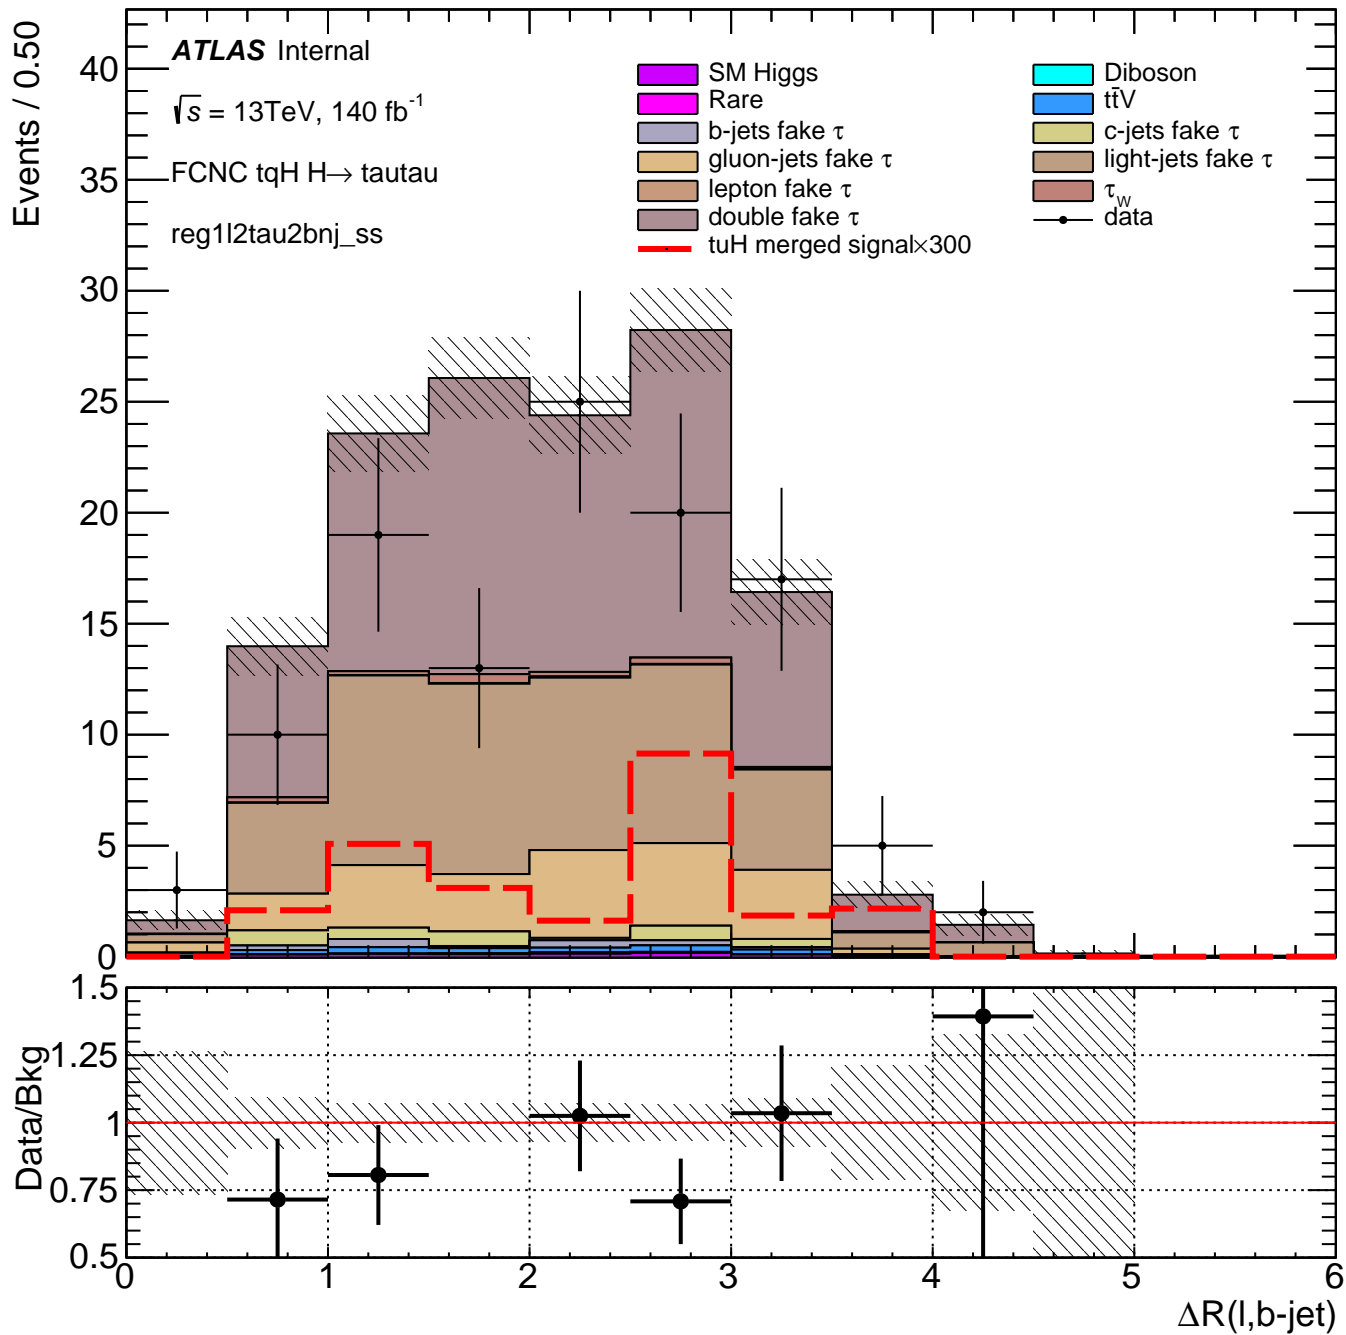 Events / 0.50
40
35
30
25
20
15
10
5
0
ATLAS Internal
√s = 13TeV, 140 fb⁻¹
FCNC tqH H→ tautau
reg1l2tau2bnj_ss
SM Higgs
Rare
b-jets fake τ
gluon-jets fake τ
lepton fake τ
double fake τ
tuH merged signal×300
Diboson
tt̄V
c-jets fake τ
light-jets fake τ
τ_W
data
Data/Bkg
1.5
1.25
1
0.75
0.5
0 1 2 3 4 5 6
ΔR(l,b-jet)